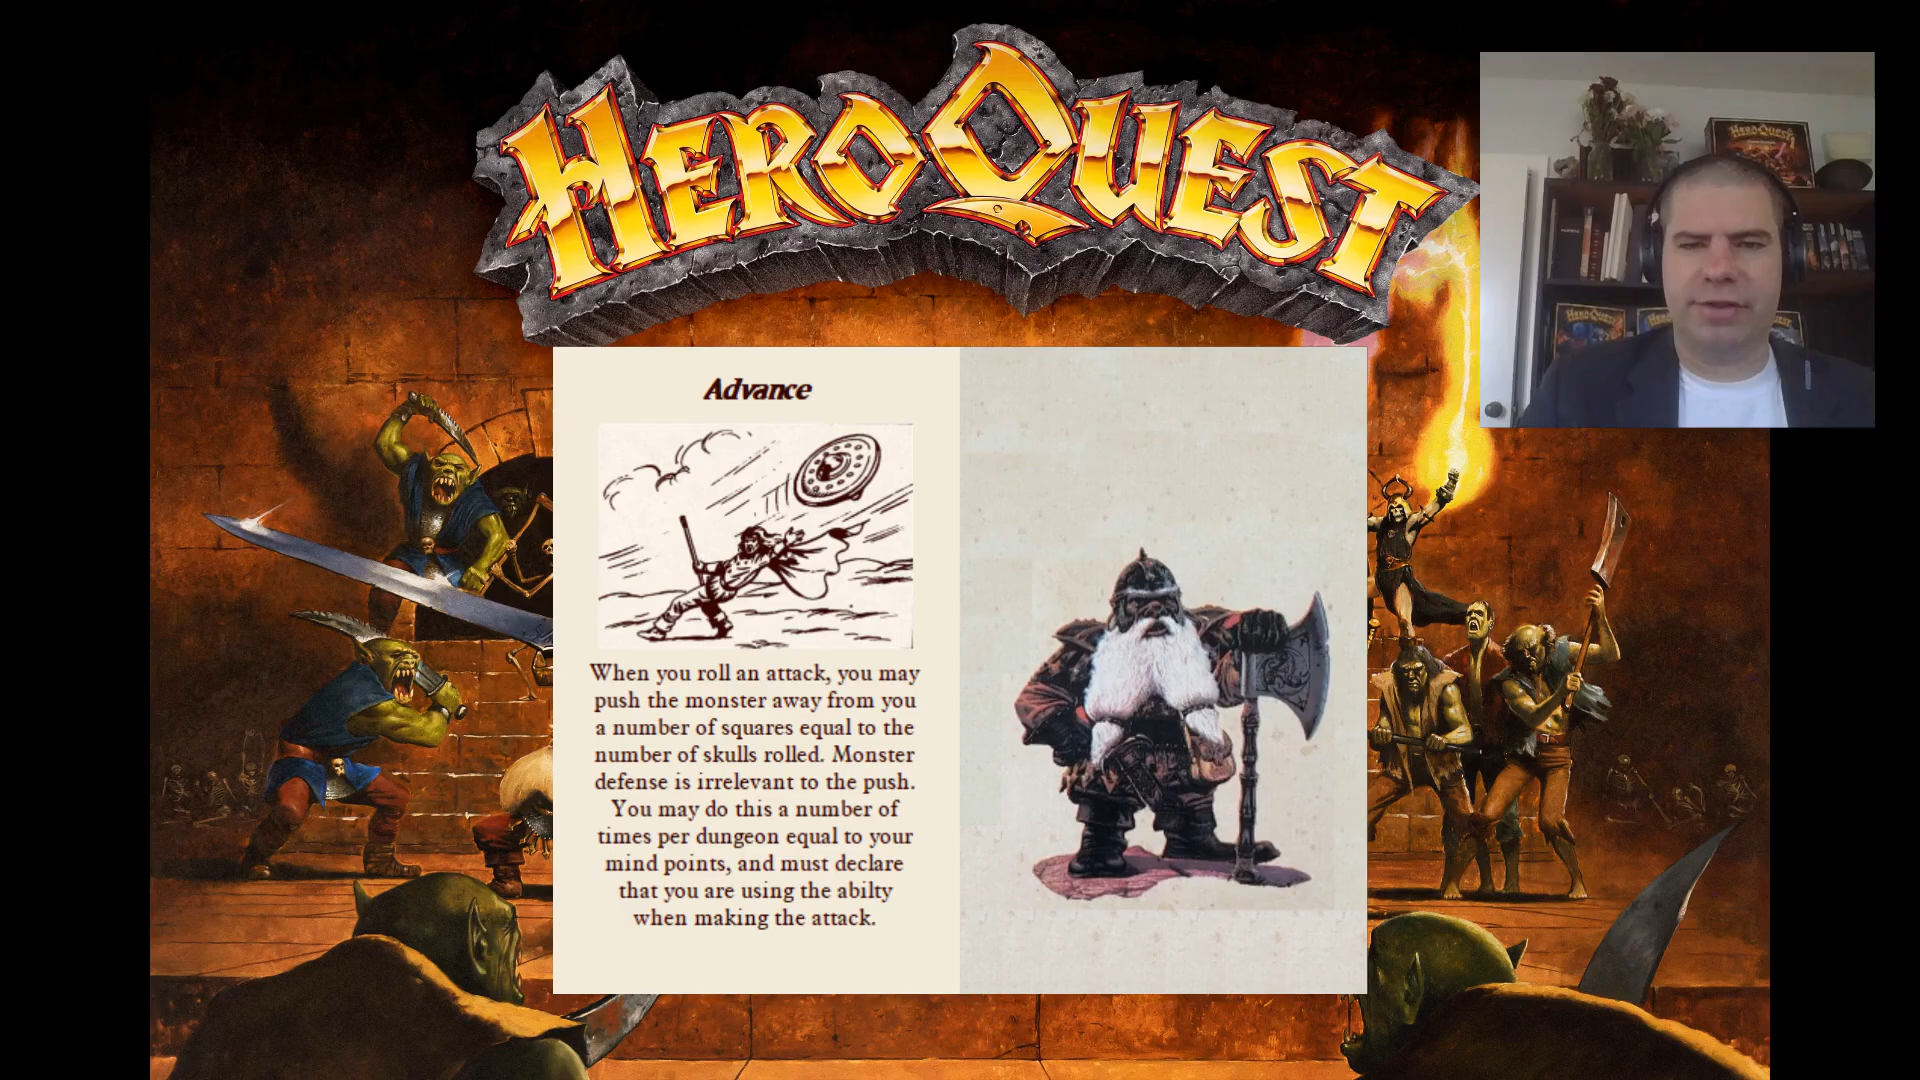 HEROQUEST
HEROQUEST
HEROQUEST
Advance
When you roll an attack, you may
push the monster away from you
a number of squares equal to the
number of skulls rolled. Monster
defense is irrelevant to the push.
You may do this a number of
times per dungeon equal to your
mind points, and must declare
that you are using the abilty
when making the attack.